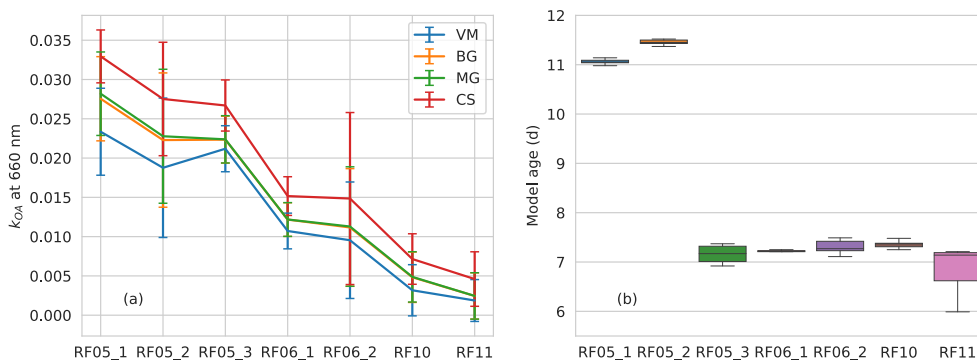 0.035
0.030
0.025
0.020
0.015
0.010
0.005
0.000
k_OA at 660 nm
VM
BG
MG
CS
(a)
RF05_1 RF05_2 RF05_3 RF06_1 RF06_2 RF10 RF11
12
11
10
9
8
7
6
Model age (d)
(b)
RF05_1 RF05_2 RF05_3 RF06_1 RF06_2 RF10 RF11